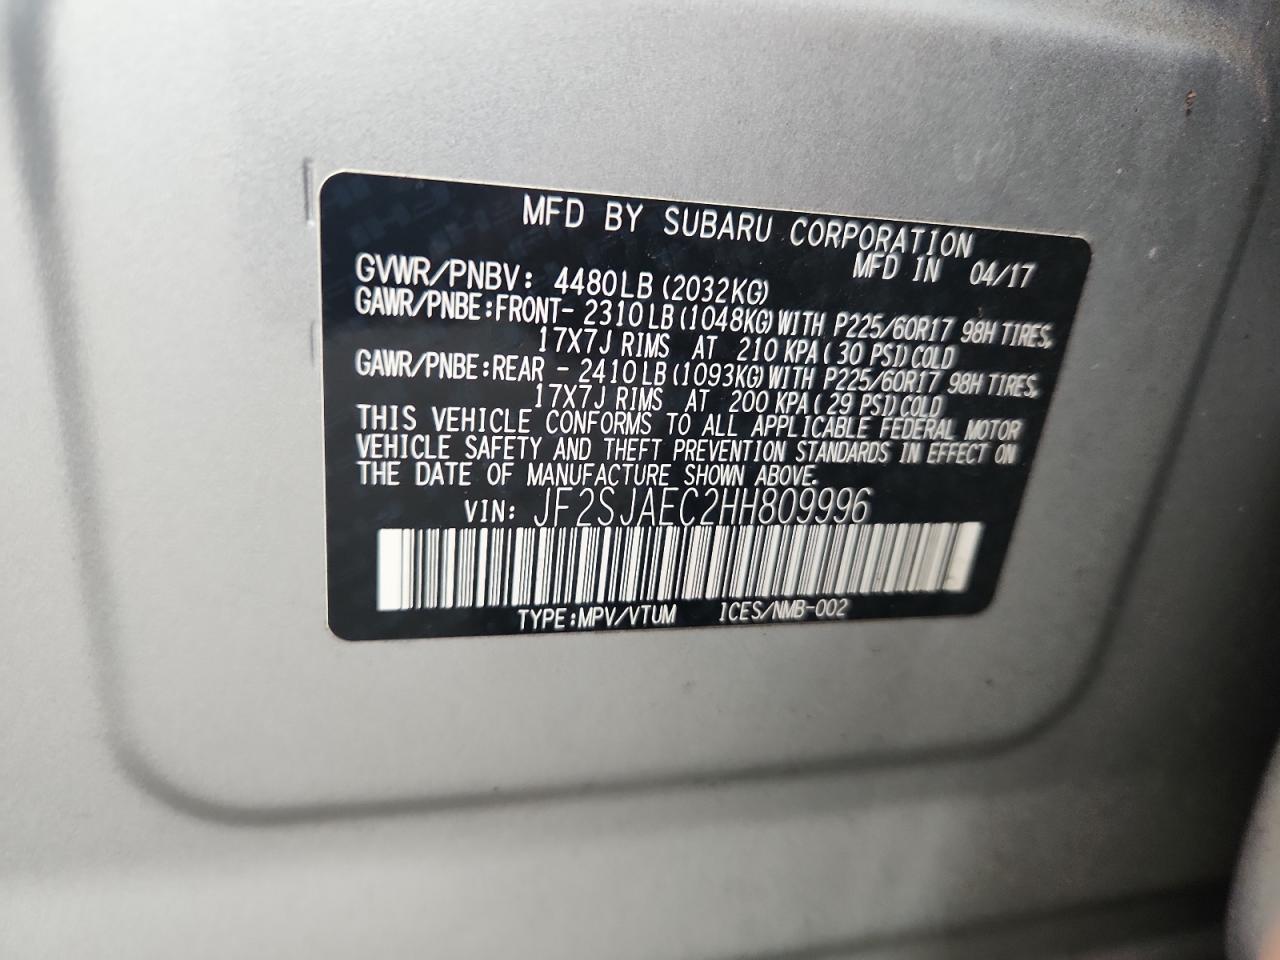 MFD BY SUBARU CORPORATION
MFD IN 04/17
GVWR/PNBV: 4480LB (2032KG)
GAWR/PNBE:FRONT- 2310LB (1048KG) WITH P225/60R17 98H TIRES,
17X7J RIMS AT 210 KPA ( 30 PSI) COLD
GAWR/PNBE:REAR - 2410LB (1093KG) WITH P225/60R17 98H TIRES,
17X7J RIMS AT 200 KPA ( 29 PSI) COLD
THIS VEHICLE CONFORMS TO ALL APPLICABLE FEDERAL MOTOR
VEHICLE SAFETY AND THEFT PREVENTION STANDARDS IN EFFECT ON
THE DATE OF MANUFACTURE SHOWN ABOVE.
VIN: JF2SJAEC2HH809996
TYPE:MPV/VTUM ICES/NMB-002